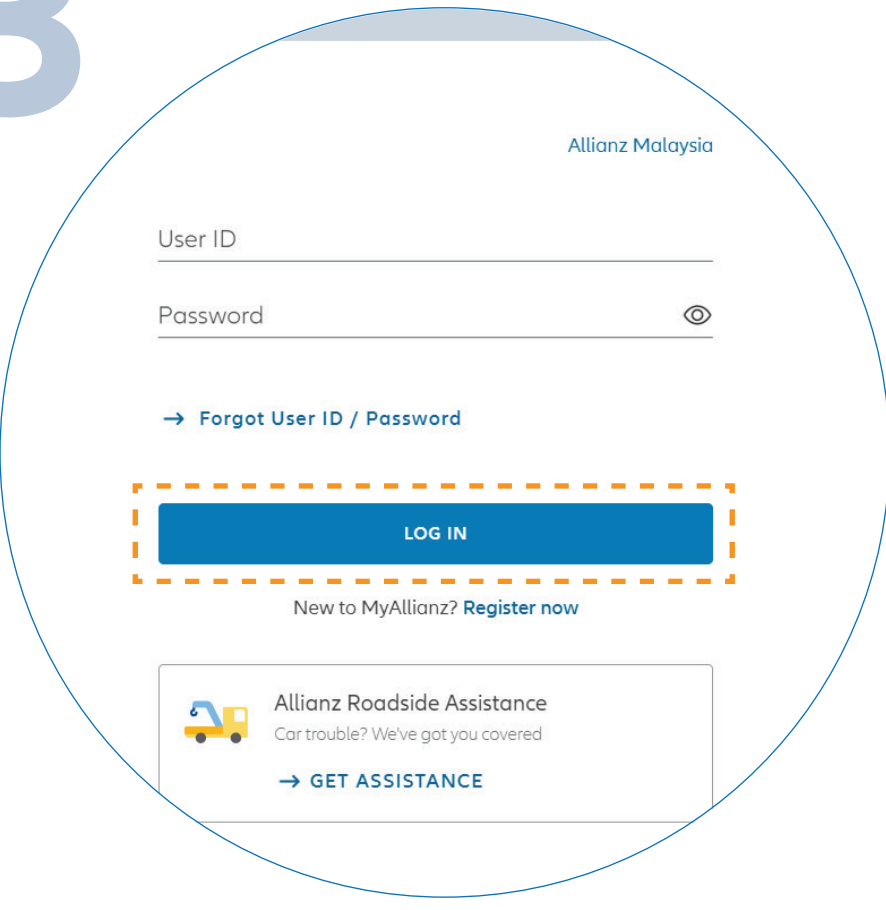 3
Allianz Malaysia
User ID
Password
→ Forgot User ID / Password
LOG IN
New to MyAllianz? Register now
Allianz Roadside Assistance
Car trouble? We've got you covered
→ GET ASSISTANCE